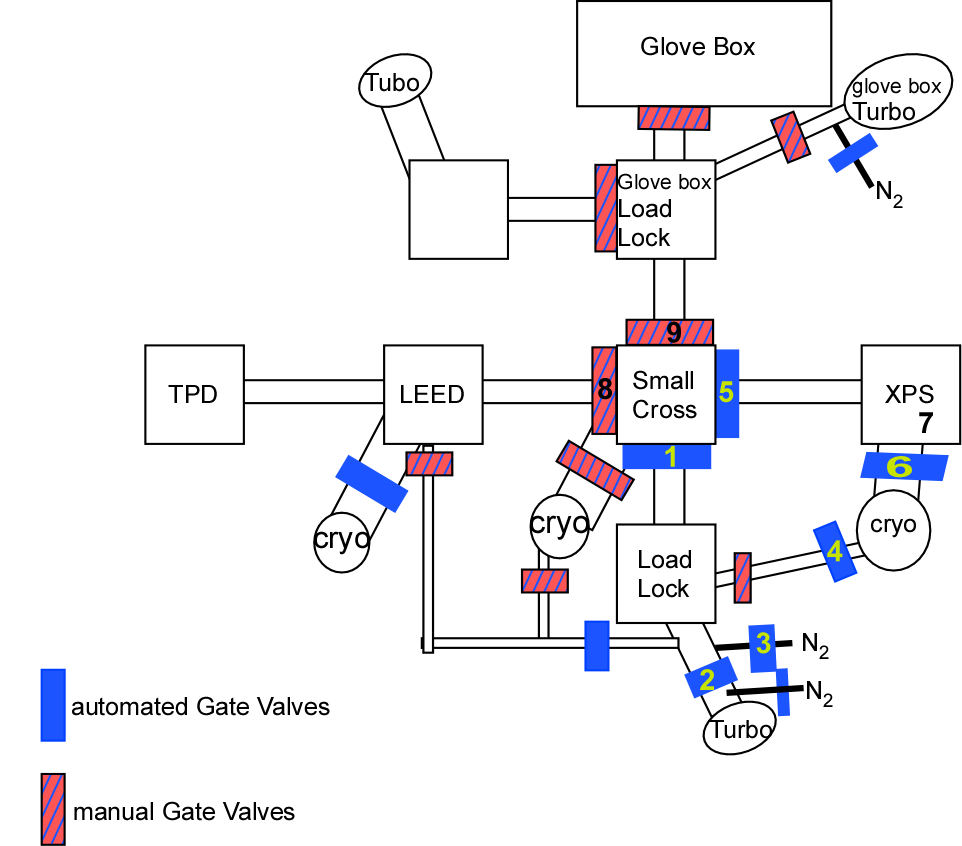 Glove Box
Tubo
glove box
Turbo
N2
Glove box
Load
Lock
9
TPD
LEED
8
Small
Cross
5
XPS
7
1
6
cryo
cryo
cryo
4
Load
Lock
3
N2
2
N2
Turbo
automated Gate Valves
manual Gate Valves